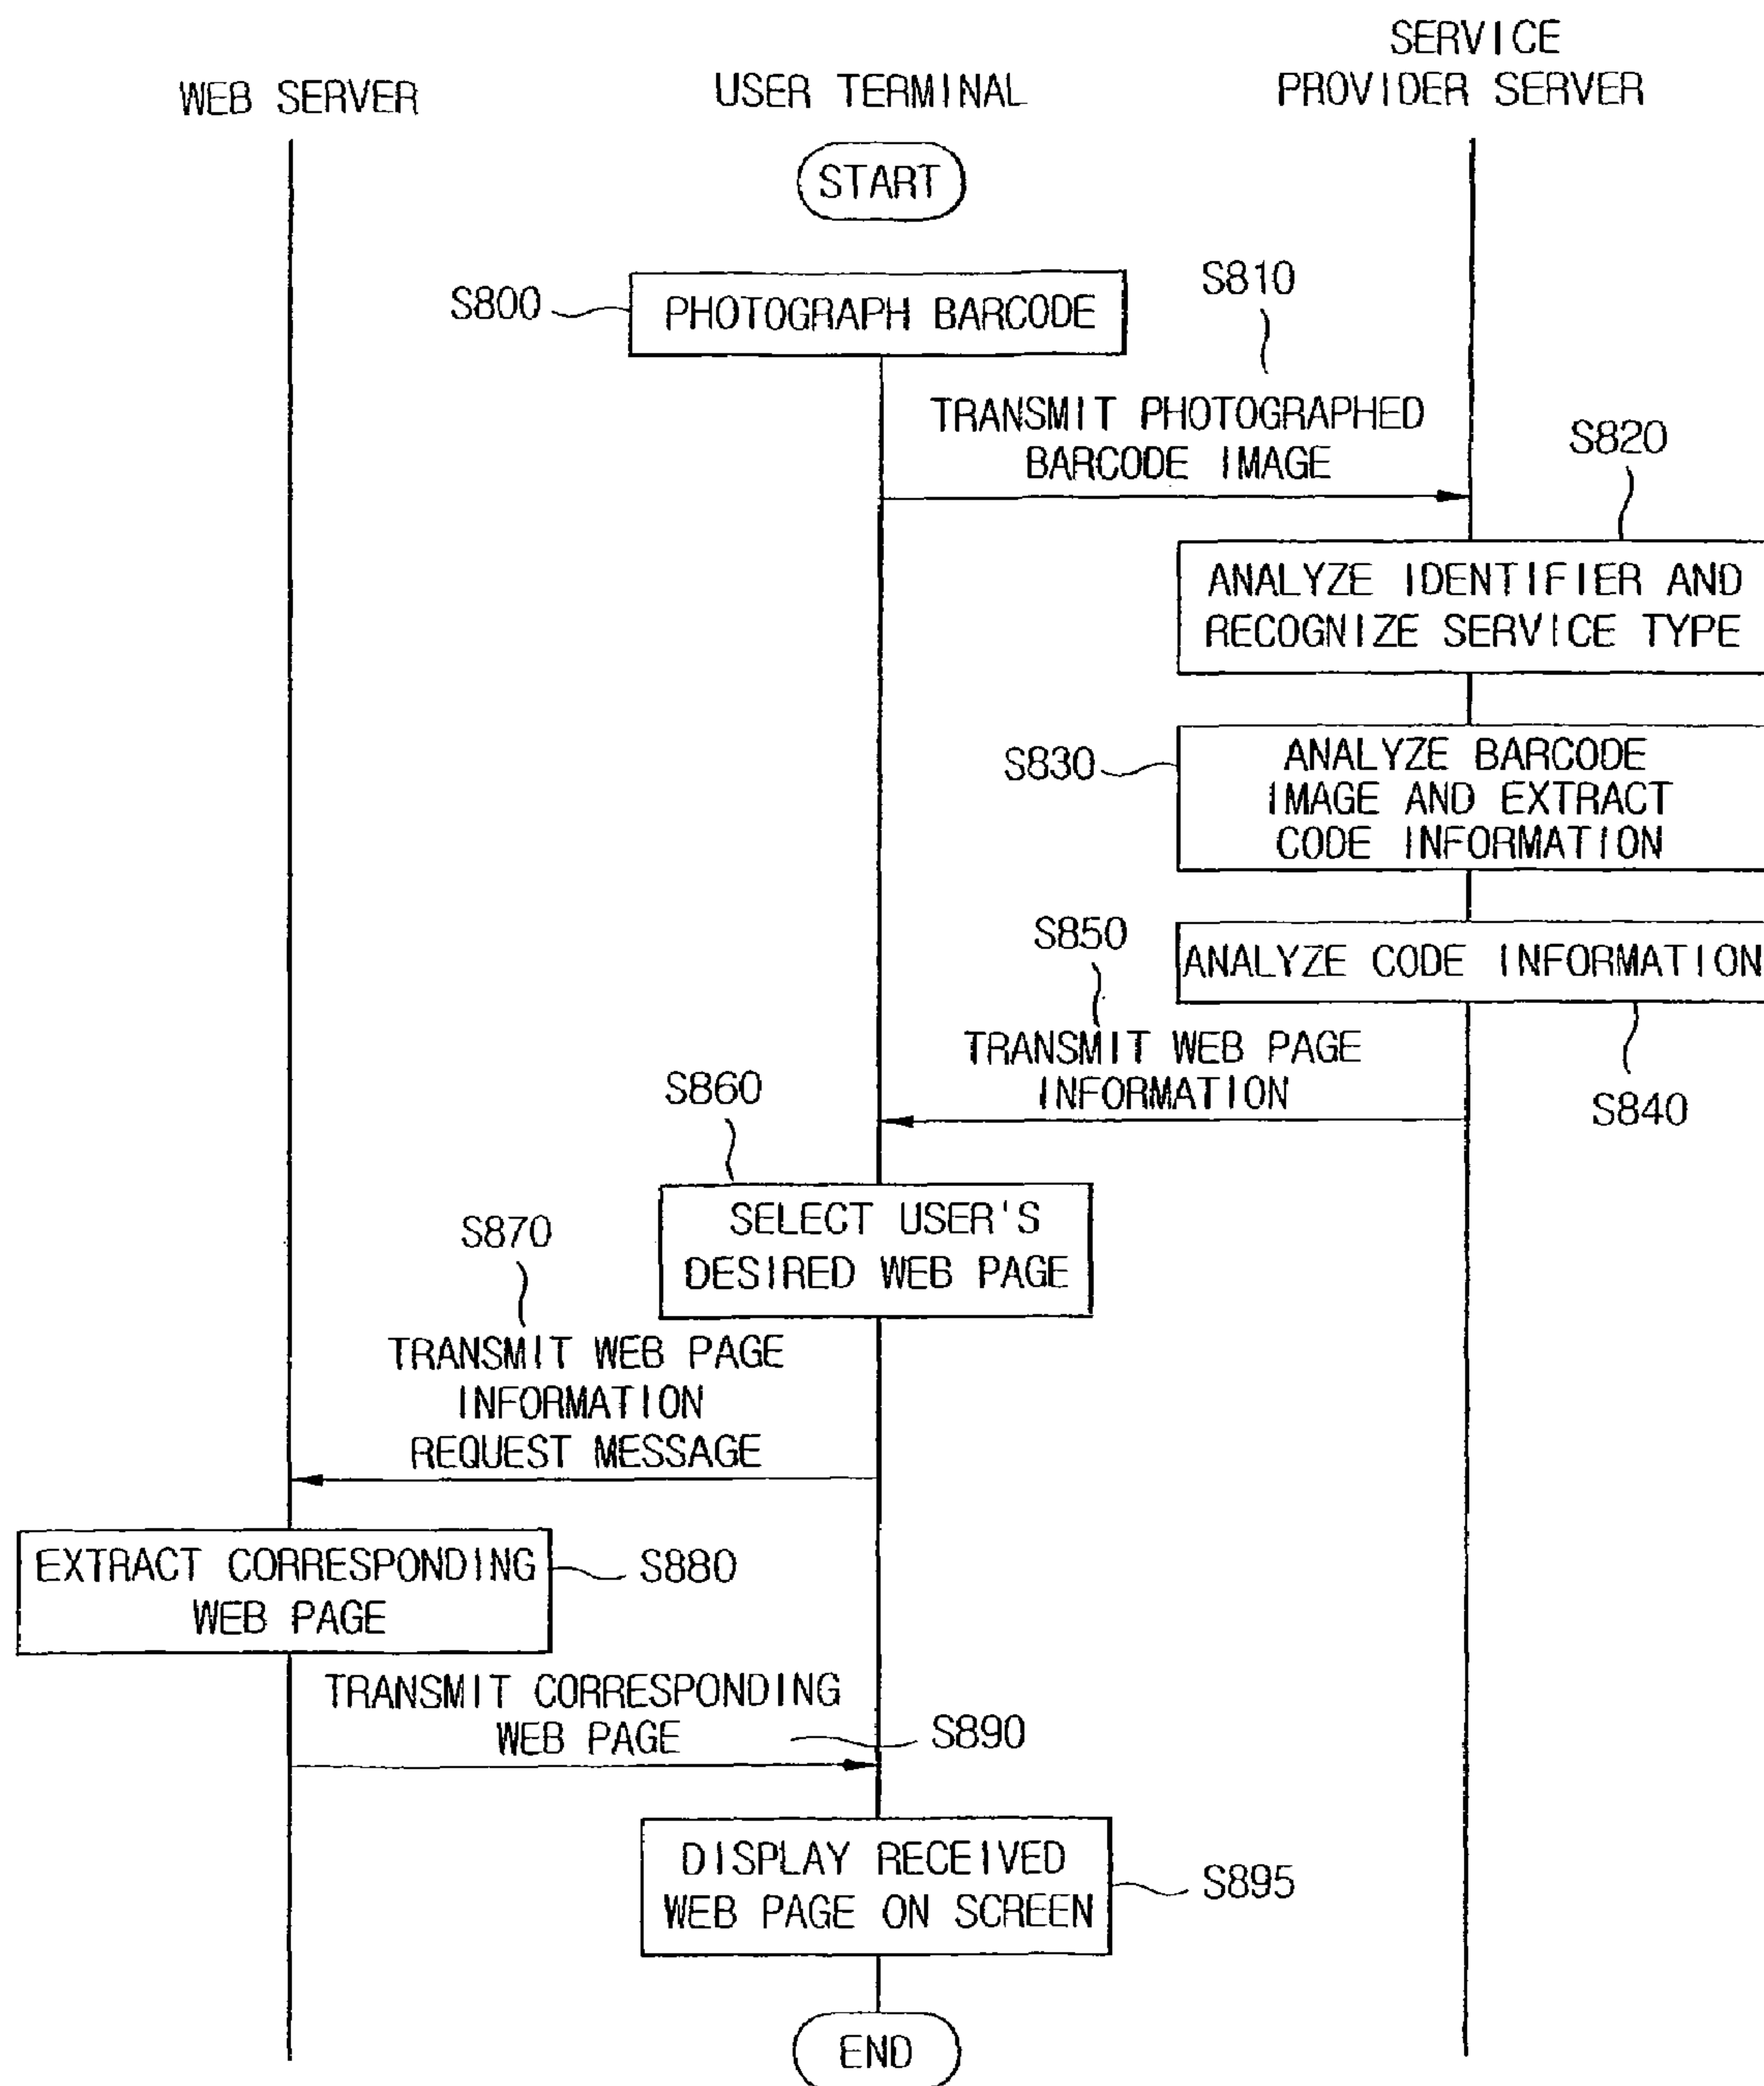 SERVICE
WEB SERVER
USER TERMINAL
PROVIDER SERVER
START
S800
PHOTOGRAPH BARCODE
S810
TRANSMIT PHOTOGRAPHED
BARCODE IMAGE
S820
ANALYZE IDENTIFIER AND
RECOGNIZE SERVICE TYPE
S830
ANALYZE BARCODE
IMAGE AND EXTRACT
CODE INFORMATION
S850
ANALYZE CODE INFORMATION
TRANSMIT WEB PAGE
INFORMATION
S840
S860
SELECT USER'S
DESIRED WEB PAGE
S870
TRANSMIT WEB PAGE
INFORMATION
REQUEST MESSAGE
EXTRACT CORRESPONDING
WEB PAGE
S880
TRANSMIT CORRESPONDING
WEB PAGE
S890
DISPLAY RECEIVED
WEB PAGE ON SCREEN
S895
END